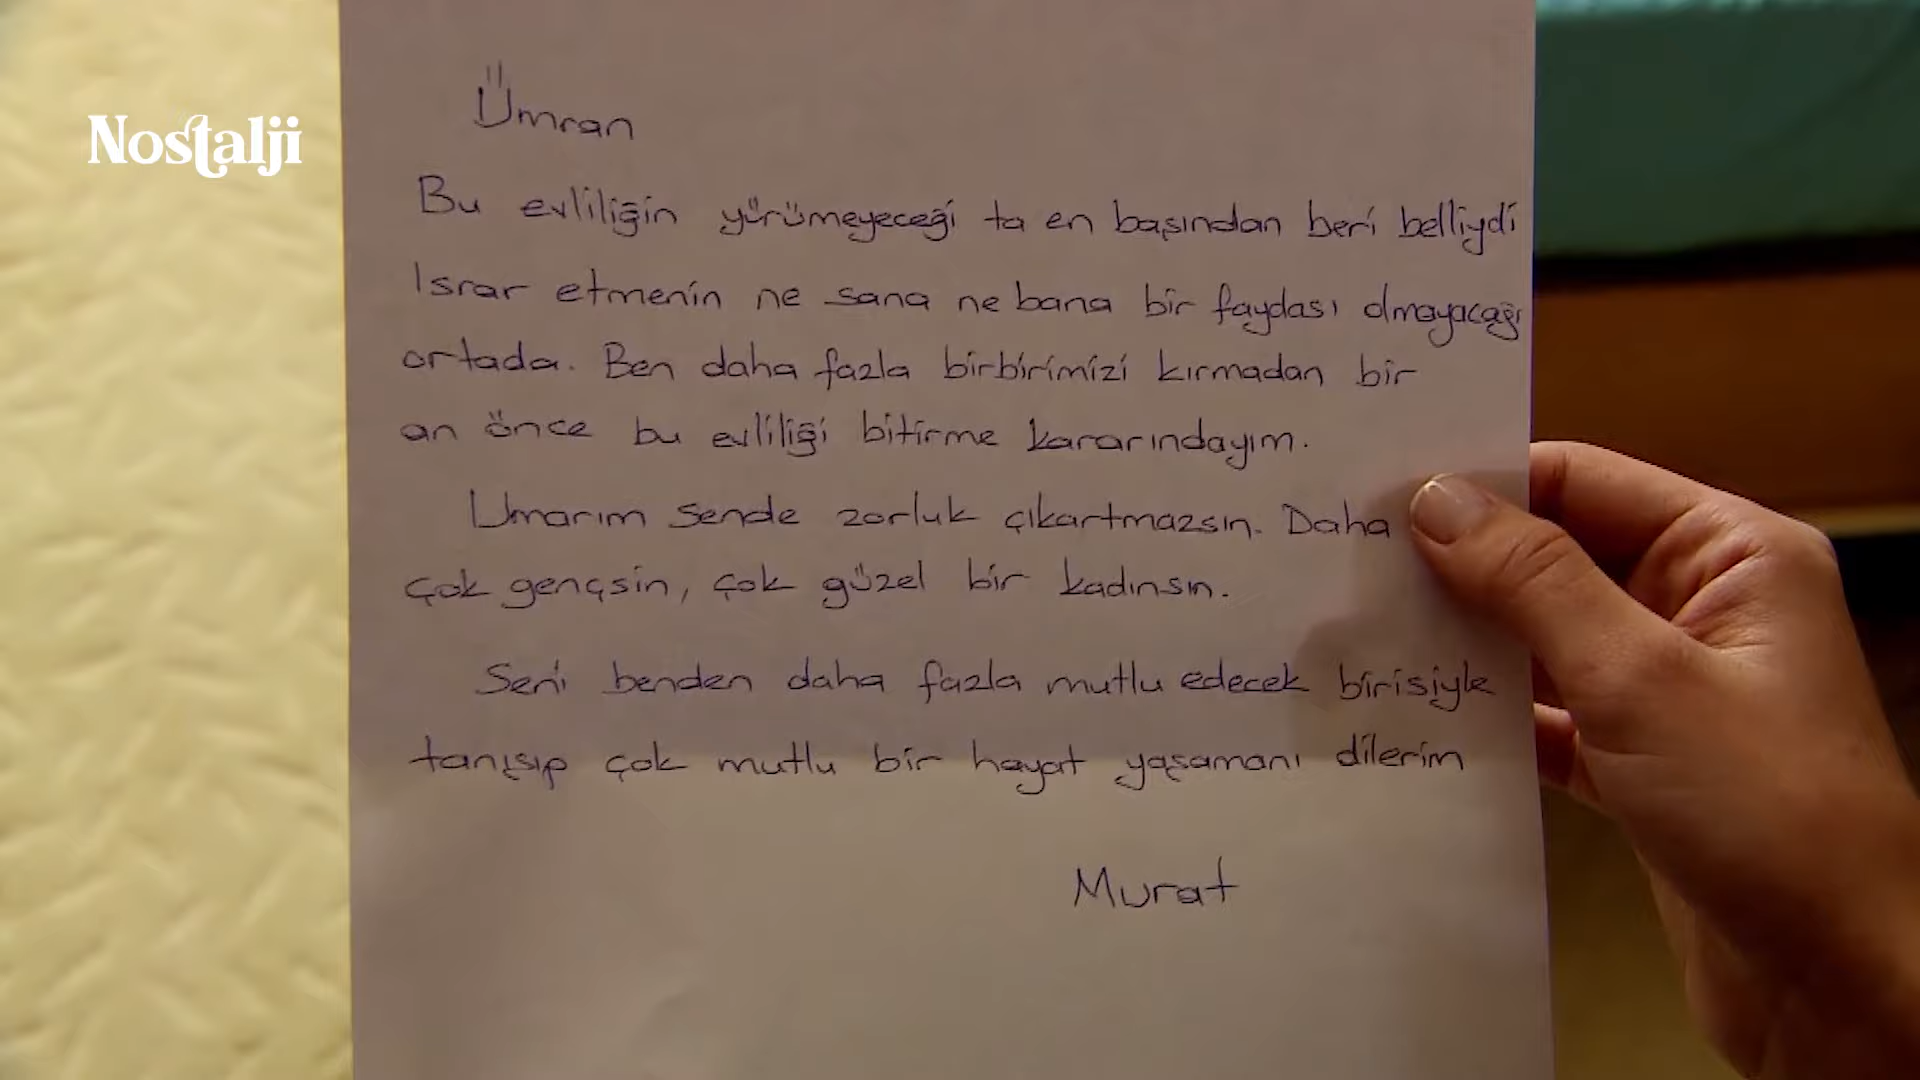 Nostalji
Ümran
Bu evliliğin yürümeyeceği ta en başından beri belliydi
Israr etmenin ne sana ne bana bir faydası olmayacağı
ortada. Ben daha fazla birbirimizi kırmadan bir
an önce bu evliliği bitirme kararındayım.
Umarım sende zorluk çıkartmazsın. Daha
çok gençsin, çok güzel bir kadınsın.
Seni benden daha fazla mutlu edecek birisiyle
tanışıp çok mutlu bir hayat yaşamanı dilerim
Murat